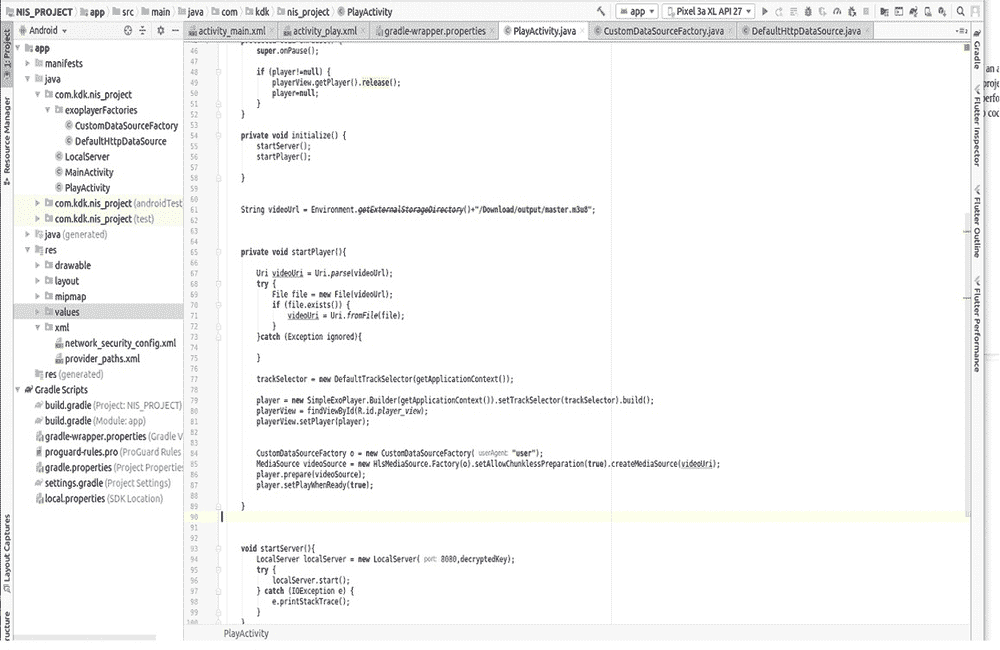 NIS_PROJECT app src main java com kdk nis_project PlayActivity
app Pixel 3a XL API 27
Android
activity_main.xml activity_play.xml gradle-wrapper.properties PlayActivity.java CustomDataSourceFactory.java DefaultHttpDataSource.java
1: Project
Resource Manager
Layout Captures
ructure
app
manifests
java
com.kdk.nis_project
exoplayerFactories
CustomDataSourceFactory
DefaultHttpDataSource
LocalServer
MainActivity
PlayActivity
com.kdk.nis_project (androidTest
com.kdk.nis_project (test)
java (generated)
res
drawable
layout
mipmap
values
xml
network_security_config.xml
provider_paths.xml
res (generated)
Gradle Scripts
build.gradle (Project: NIS_PROJECT)
build.gradle (Module: app)
gradle-wrapper.properties (Gradle V
proguard-rules.pro (ProGuard Rules
gradle.properties (Project Properties
settings.gradle (Project Settings)
local.properties (SDK Location)
46 super.onPause();
47
48 if (player!=null) {
49 playerView.getPlayer().release();
50 player=null;
51 }
52 }
53
54 private void initialize() {
55 startServer();
56 startPlayer();
57
58 }
59
60
61 String videoUrl = Environment.getExternalStorageDirectory()+"/Download/output/master.m3u8";
62
63
64
65 private void startPlayer(){
66
67 Uri videoUri = Uri.parse(videoUrl);
68 try {
69 File file = new File(videoUrl);
70 if (file.exists()) {
71 videoUri = Uri.fromFile(file);
72 }
73 }catch (Exception ignored){
74
75 }
76
77 trackSelector = new DefaultTrackSelector(getApplicationContext());
78
79 player = new SimpleExoPlayer.Builder(getApplicationContext()).setTrackSelector(trackSelector).build();
80 playerView = findViewById(R.id.player_view);
81 playerView.setPlayer(player);
82
83
84 CustomDataSourceFactory o = new CustomDataSourceFactory( userAgent: "user");
85 MediaSource videoSource = new HlsMediaSource.Factory(o).setAllowChunklessPreparation(true).createMediaSource(videoUri);
86 player.prepare(videoSource);
87 player.setPlayWhenReady(true);
88
89 }
90
91
92
93 void startServer(){
94 LocalServer localServer = new LocalServer( port: 8080,decryptedKey);
95 try {
96 localServer.start();
97 } catch (IOException e) {
98 e.printStackTrace();
99 }
100 }
PlayActivity
Gradle
Flutter Inspector
Flutter Outline
Flutter Performance
an a
proje
perfo
coc